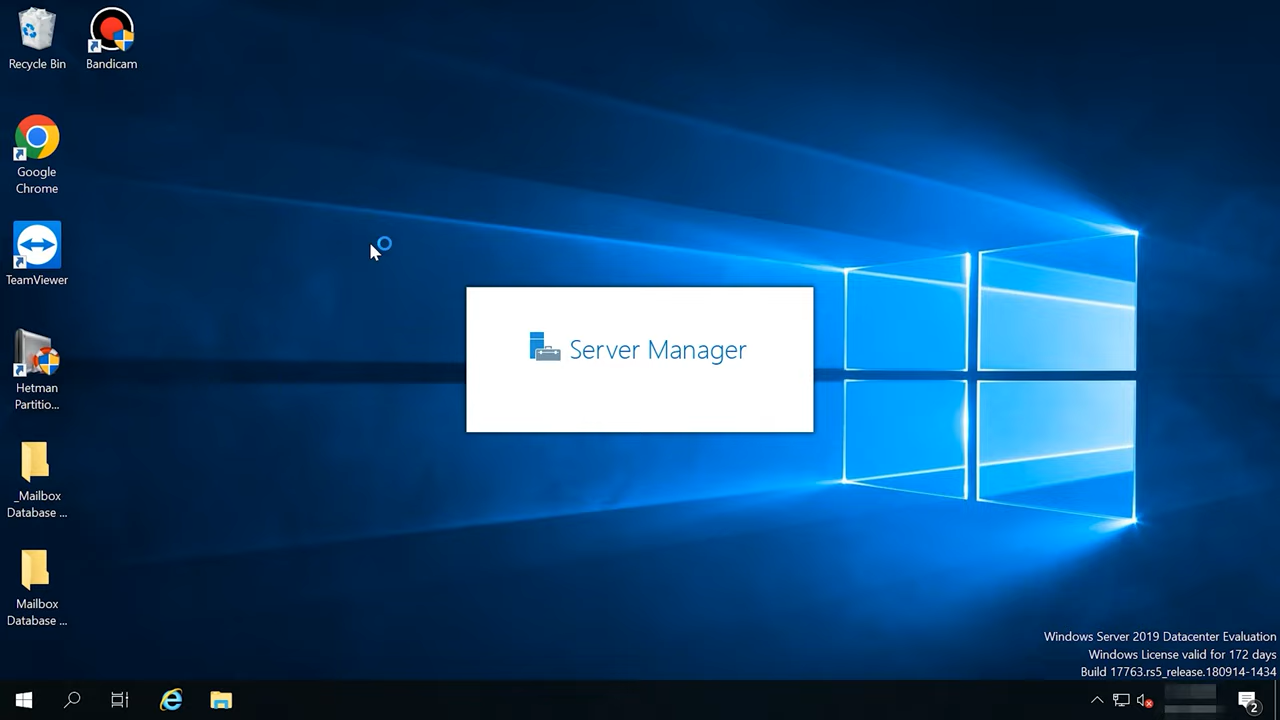 Recycle Bin
Bandicam
Google
Chrome
TeamViewer
Hetman
Partitio...
_Mailbox
Database ...
Mailbox
Database ...
Server Manager
Windows Server 2019 Datacenter Evaluation
Windows License valid for 172 days
Build 17763.rs5_release.180914-1434
2